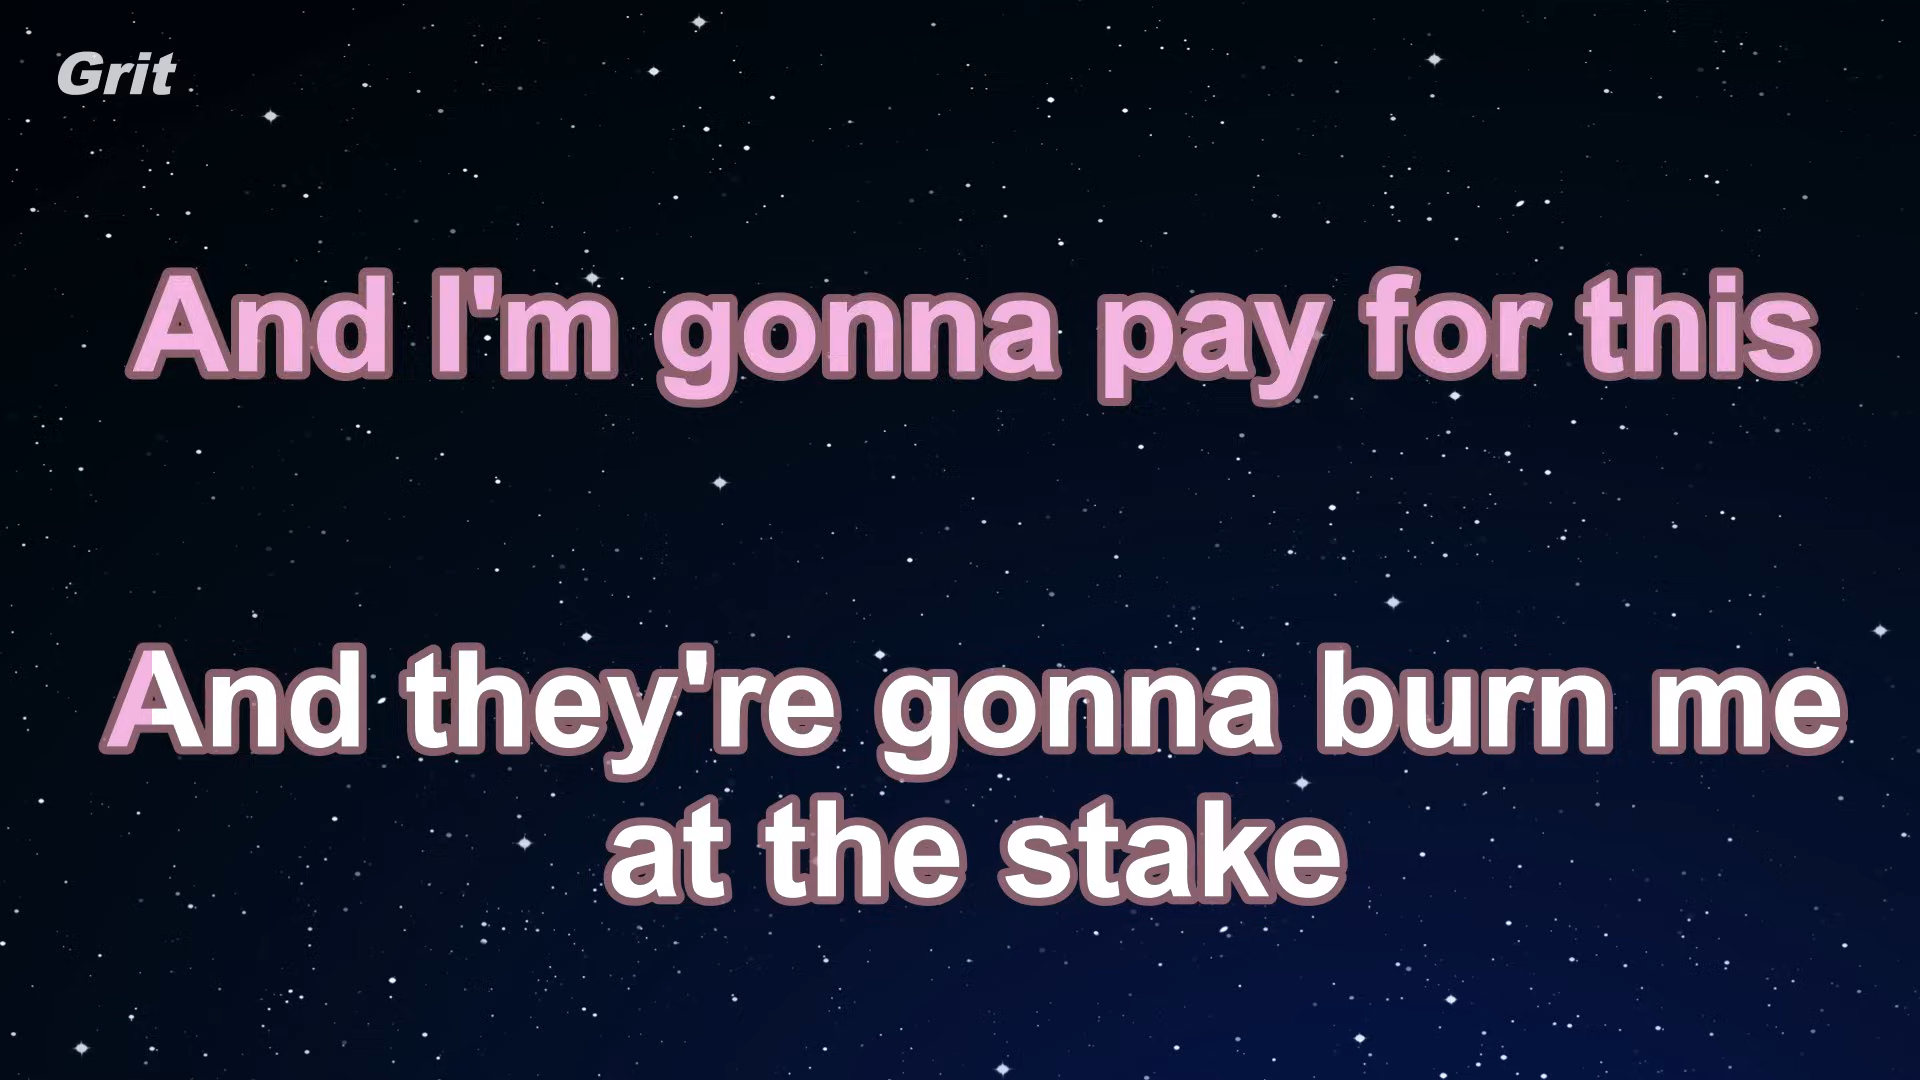 Grit
And I'm gonna pay for this
And they're gonna burn me
at the stake